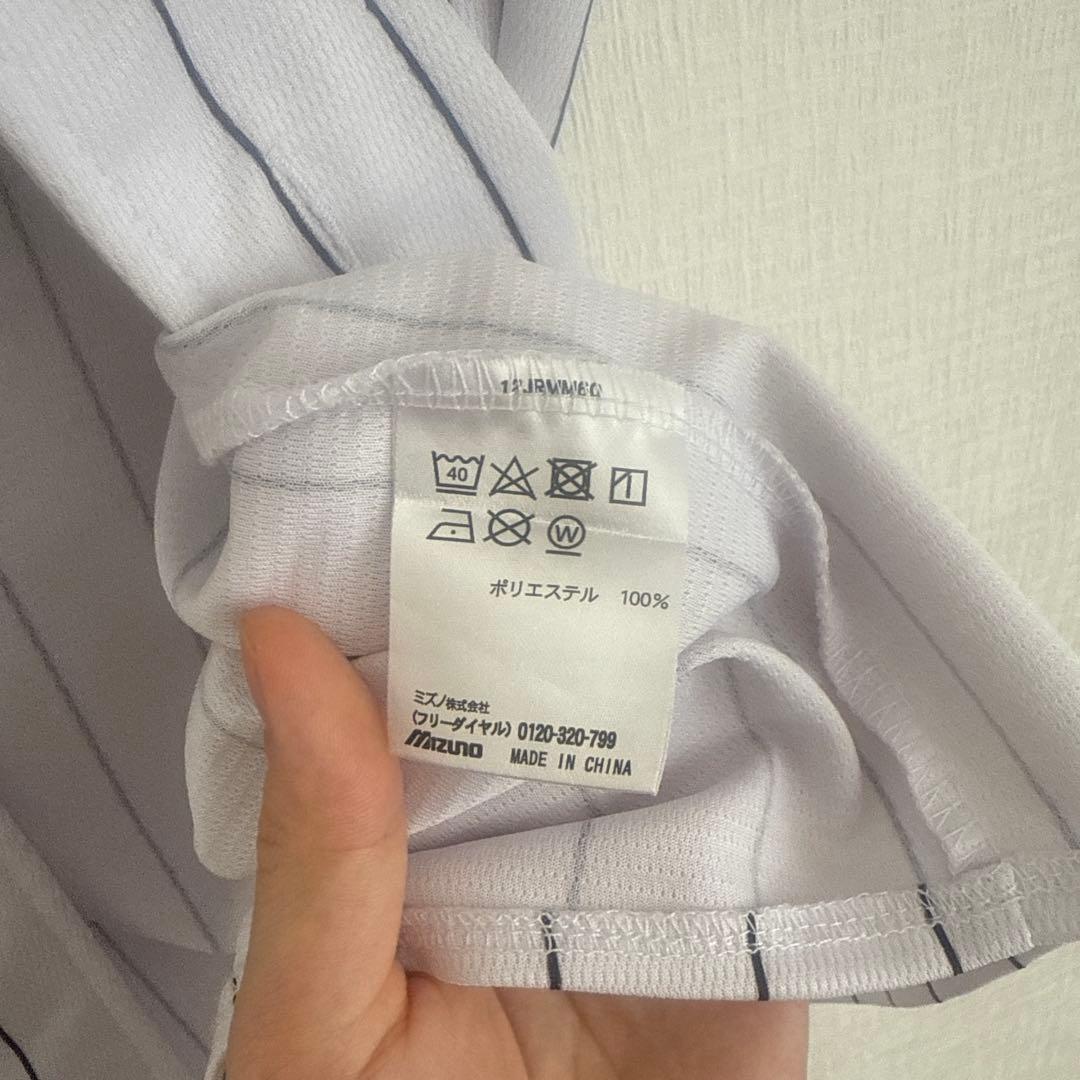 40
W
ポリエステル 100%
ミズノ株式会社
(フリーダイヤル) 0120-320-799
Mizuno MADE IN CHINA